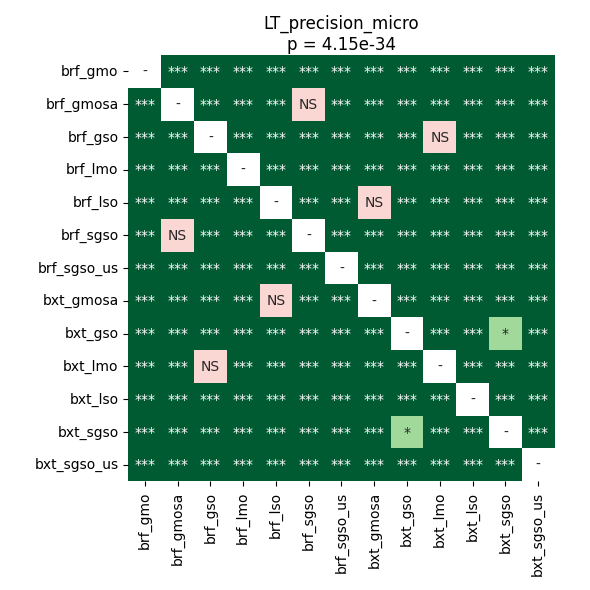 LT_precision_micro
p = 4.15e-34
brf_gmo - *** *** *** *** *** *** *** *** *** *** *** ***
brf_gmosa *** - *** *** *** NS *** *** *** *** *** *** ***
brf_gso *** *** - *** *** *** *** *** *** NS *** *** ***
brf_lmo *** *** *** - *** *** *** *** *** *** *** *** ***
brf_lso *** *** *** *** - *** *** NS *** *** *** *** ***
brf_sgso *** NS *** *** *** - *** *** *** *** *** *** ***
brf_sgso_us *** *** *** *** *** *** - *** *** *** *** *** ***
bxt_gmosa *** *** *** *** NS *** *** - *** *** *** *** ***
bxt_gso *** *** *** *** *** *** *** *** - *** *** * ***
bxt_lmo *** *** NS *** *** *** *** *** *** - *** *** ***
bxt_lso *** *** *** *** *** *** *** *** *** *** - *** ***
bxt_sgso *** *** *** *** *** *** *** *** * *** *** - ***
bxt_sgso_us *** *** *** *** *** *** *** *** *** *** *** *** -
brf_gmo
brf_gmosa
brf_gso
brf_lmo
brf_lso
brf_sgso
brf_sgso_us
bxt_gmosa
bxt_gso
bxt_lmo
bxt_lso
bxt_sgso
bxt_sgso_us